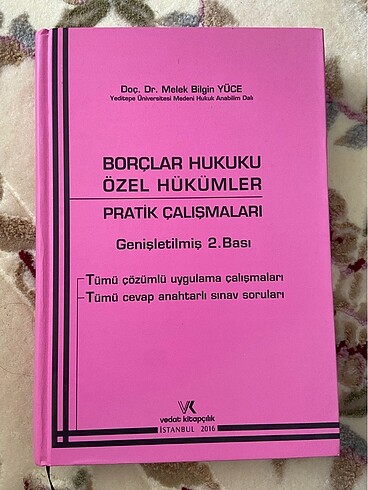 Doç. Dr. Melek Bilgin YÜCE
Yeditepe Üniversitesi Medeni Hukuk Anabilim Dalı
BORÇLAR HUKUKU
ÖZEL HÜKÜMLER
PRATİK ÇALIŞMALARI
Genişletilmiş 2.Bası
Tümü çözümlü uygulama çalışmaları
Tümü cevap anahtarlı sınav soruları
VK
vedat kitapçılık
İSTANBUL 2016